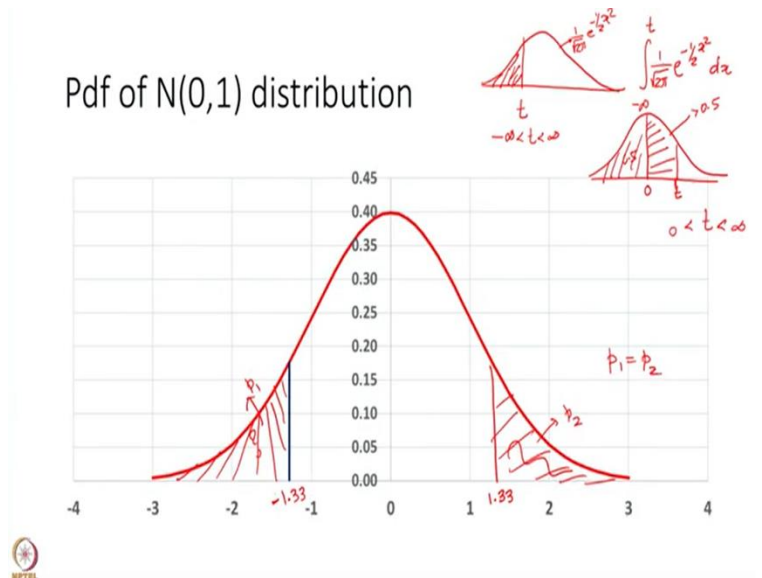 Pdf of N(0,1) distribution
1/√2π e^-½x²
t
-∞<t<∞
t
∫ 1/√2π e^-½x² dx
-∞
>0.5
.5
0 t
0<t<∞
0.45
0.40
0.35
0.30
0.25
0.20
0.15
0.10
0.05
0.00
p₁
p₂
p₁=p₂
-1.33
1.33
-4 -3 -2 -1 0 1 2 3 4
NPTEL